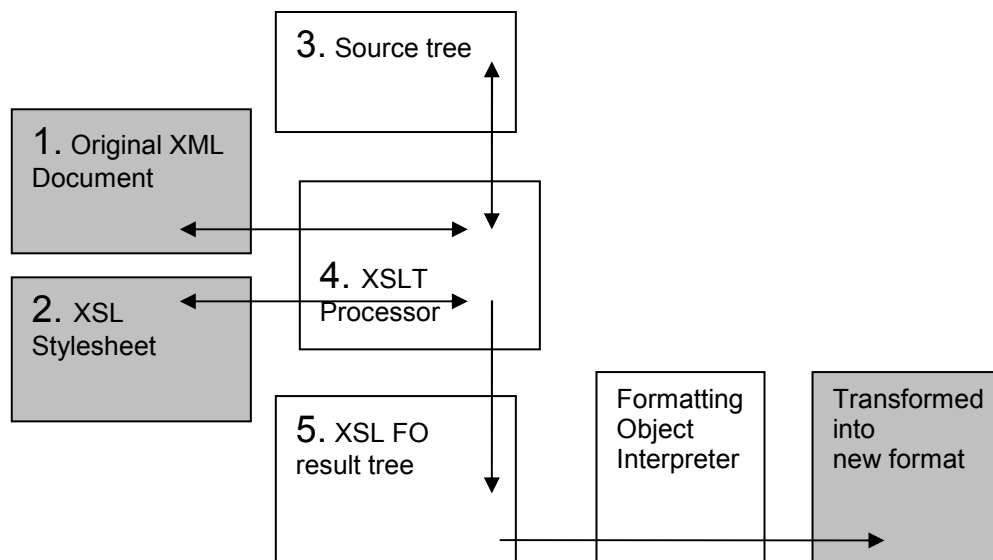 3. Source tree
1. Original XML
Document
4. XSLT
Processor
2. XSL
Stylesheet
5. XSL FO
result tree
Formatting
Object
Interpreter
Transformed
into
new format